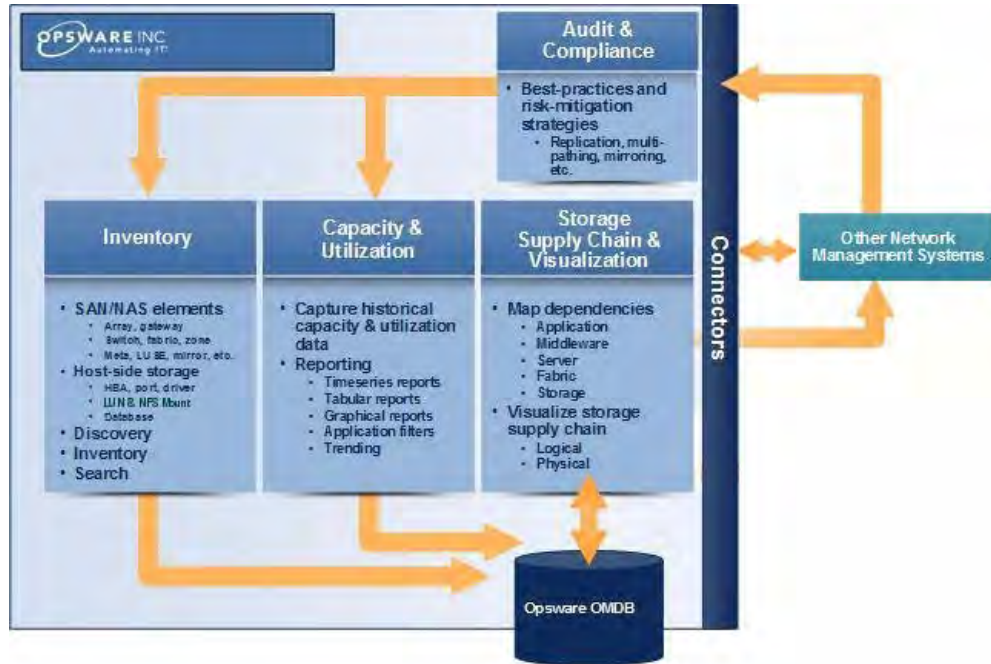 OPSWARE INC
Automating IT
Audit &
Compliance
• Best-practices and
risk-mitigation
strategies
• Replication, multi-
pathing, mirroring,
etc.
Inventory
• SAN/NAS elements
• Array, gateway
• Switch, fabric, zone
• Meta, LUSE, mirror, etc.
• Host-side storage
• HBA, port, driver
• LUN & NFS Mount
• Database
• Discovery
• Inventory
• Search
Capacity &
Utilization
• Capture historical
capacity & utilization
data
• Reporting
• Timeseries reports
• Tabular reports
• Graphical reports
• Application filters
• Trending
Storage
Supply Chain &
Visualization
• Map dependencies
• Application
• Middleware
• Server
• Fabric
• Storage
• Visualize storage
supply chain
• Logical
• Physical
Connectors
Other Network
Management Systems
Opsware OMDB